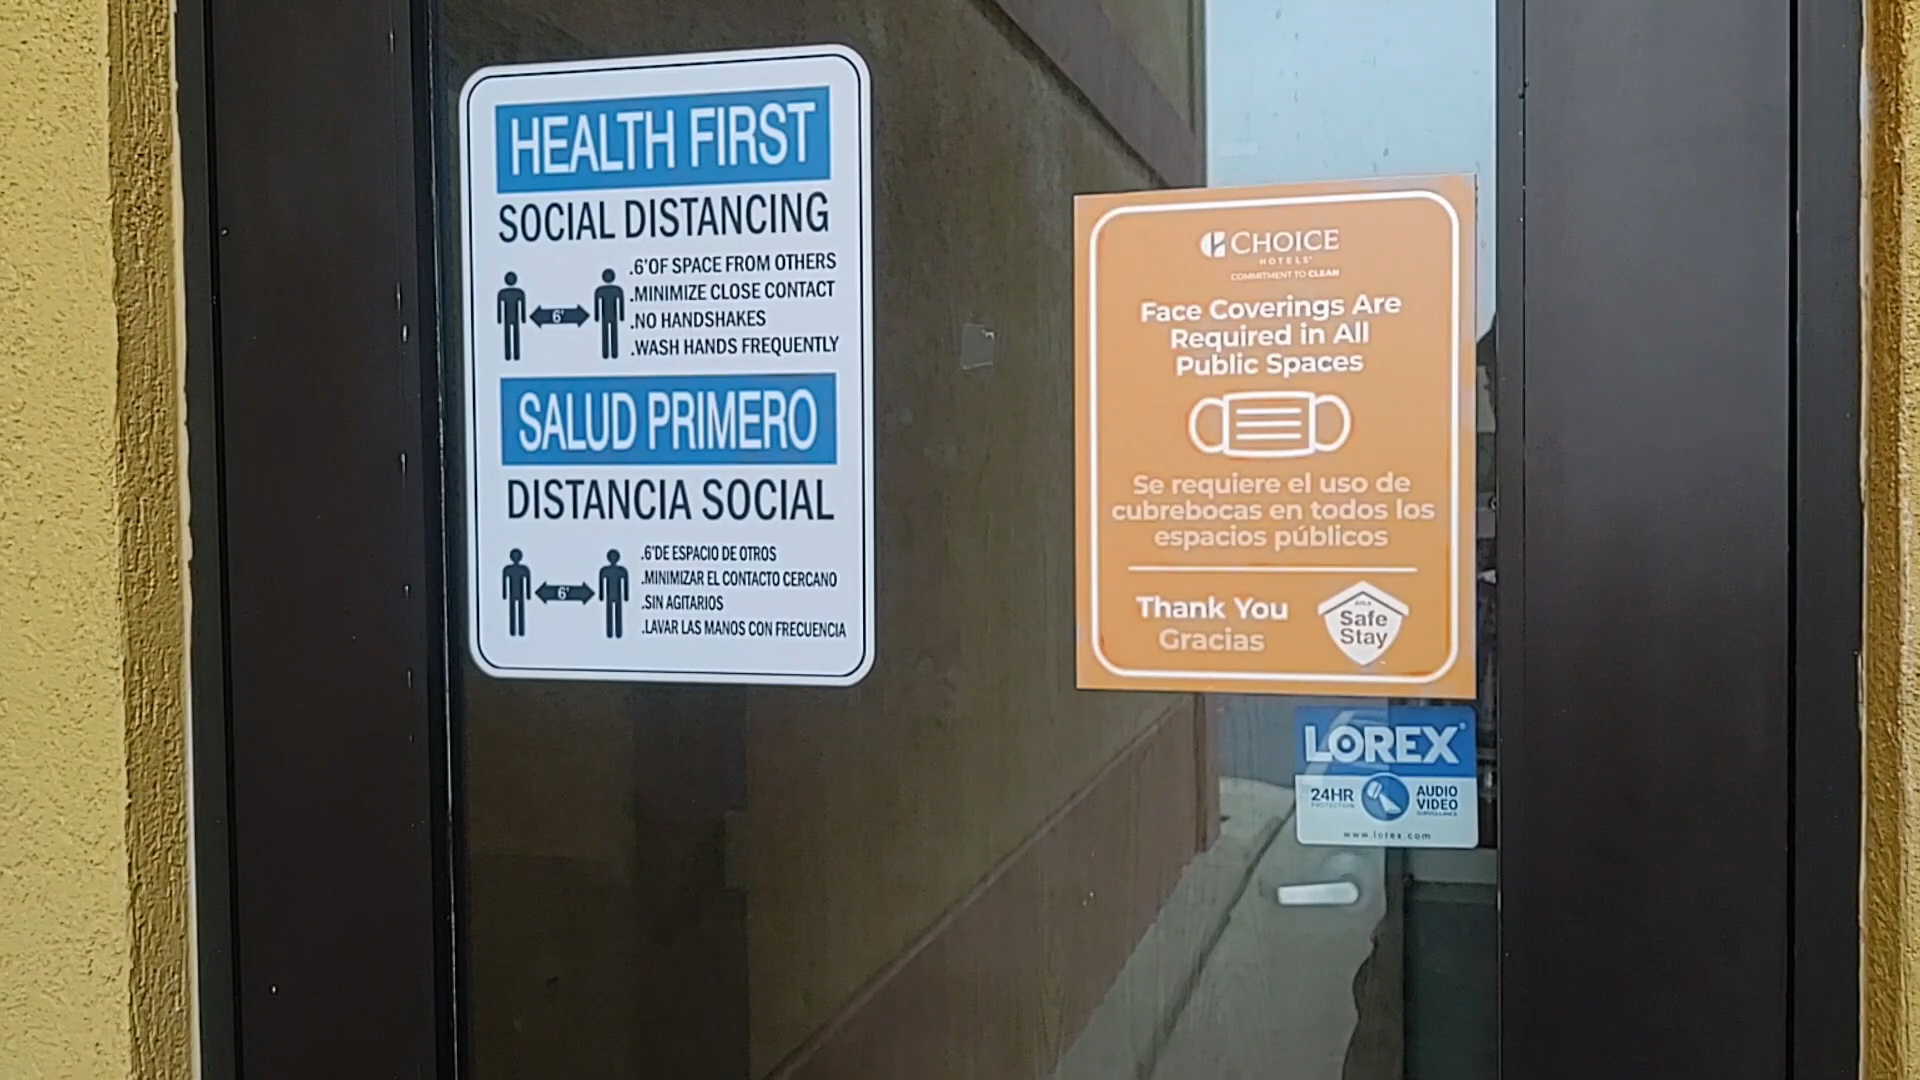 HEALTH FIRST
SOCIAL DISTANCING
.6'OF SPACE FROM OTHERS
.MINIMIZE CLOSE CONTACT
.NO HANDSHAKES
.WASH HANDS FREQUENTLY
6'
SALUD PRIMERO
DISTANCIA SOCIAL
.6'DE ESPACIO DE OTROS
.MINIMIZAR EL CONTACTO CERCANO
.SIN AGITARIOS
.LAVAR LAS MANOS CON FRECUENCIA
6'
CHOICE
HOTELS
COMMITMENT TO CLEAN
Face Coverings Are
Required in All
Public Spaces
Se requiere el uso de
cubrebocas en todos los
espacios públicos
Thank You
Gracias
Safe
Stay
LOREX
24HR
PROTECTION
AUDIO
VIDEO
SURVEILLANCE
www.lorex.com